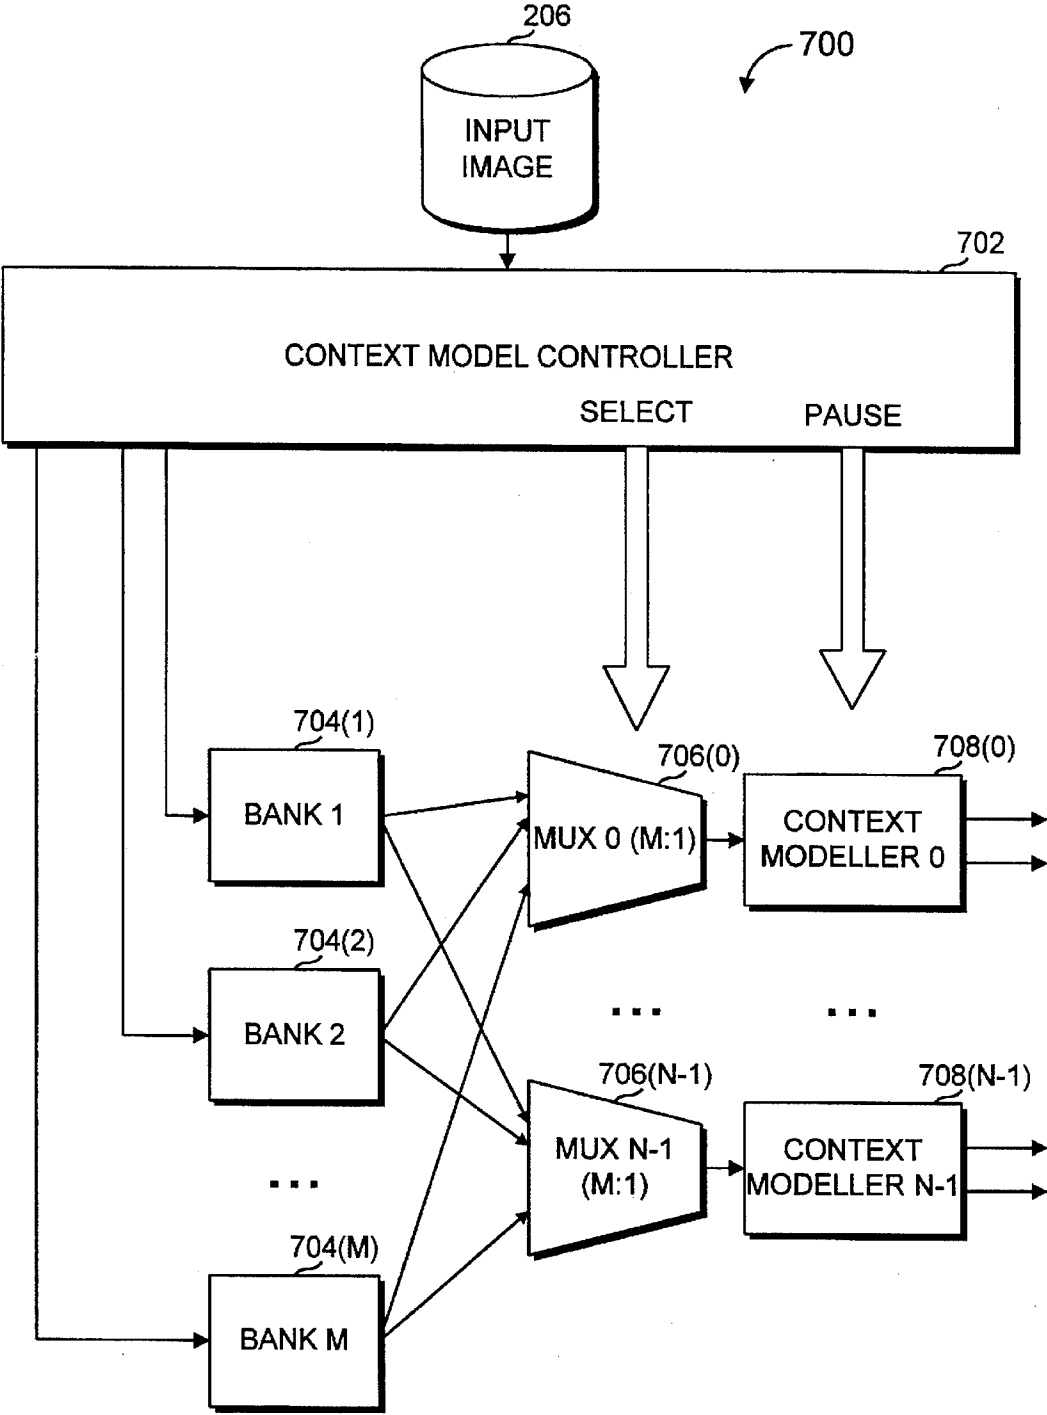 206
700
INPUT
IMAGE
702
CONTEXT MODEL CONTROLLER
SELECT
PAUSE
704(1)
BANK 1
706(0)
MUX 0 (M:1)
708(0)
CONTEXT
MODELLER 0
704(2)
BANK 2
...
...
706(N-1)
MUX N-1
(M:1)
708(N-1)
CONTEXT
MODELLER N-1
...
704(M)
BANK M